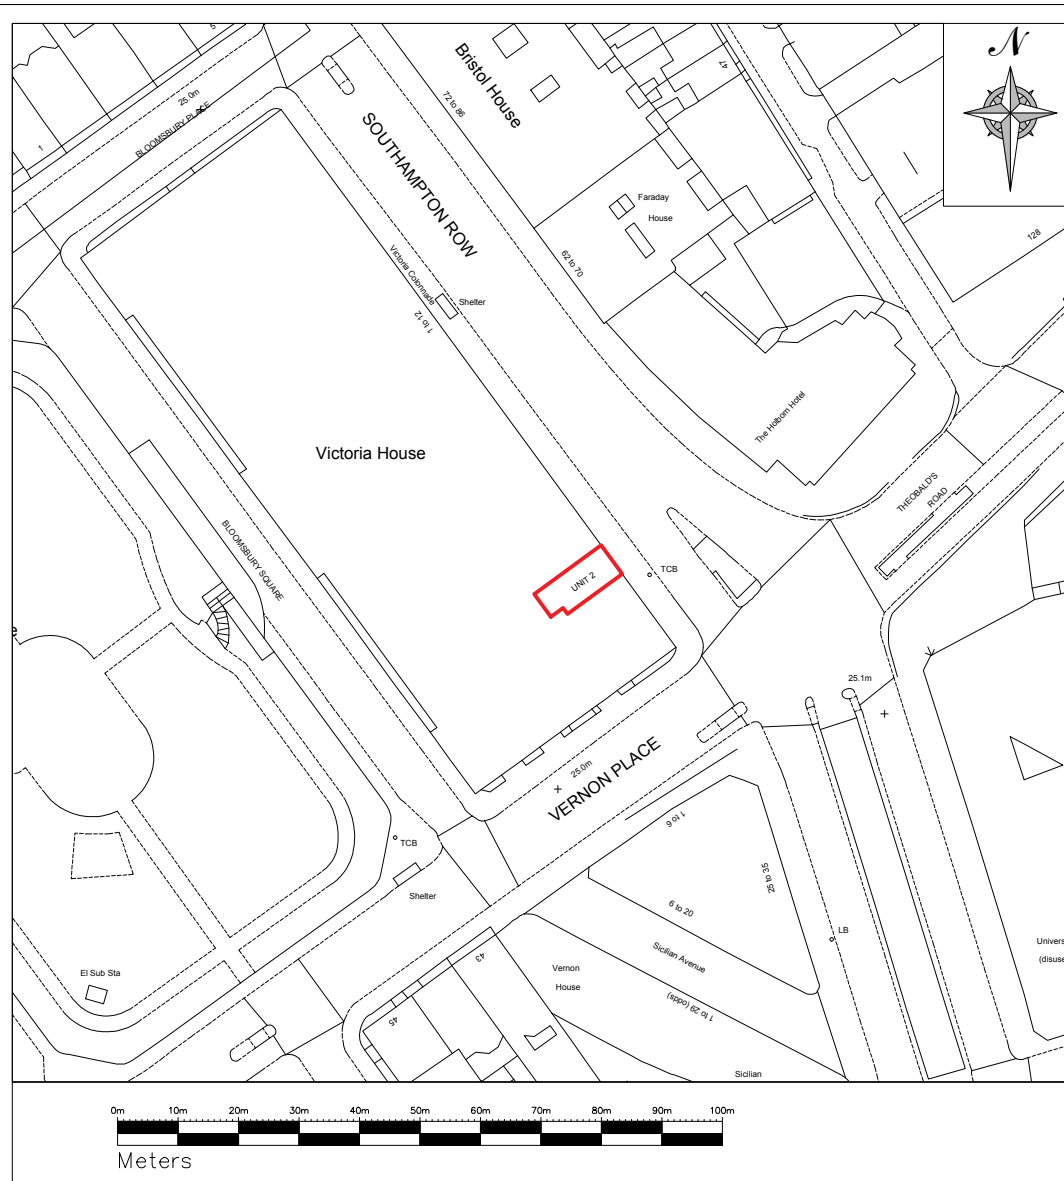 N
Bristol House
72 to 86
47
25.0m
BLOOMSBURY PLACE
1
SOUTHAMPTON ROW
Faraday
House
128
62 to 70
Victoria Colonnade
1 to 12
Shelter
The Holborn Hotel
Victoria House
THEOBALD'S
ROAD
BLOOMSBURY SQUARE
UNIT 2
TCB
25.1m
25.0m
VERNON PLACE
1 to 6
25 to 35
TCB
Shelter
6 to 20
LB
Sicilian Avenue
43
Vernon
House
El Sub Sta
45
1 to 29 (odds)
Sicilian
0m 10m 20m 30m 40m 50m 60m 70m 80m 90m 100m
Meters